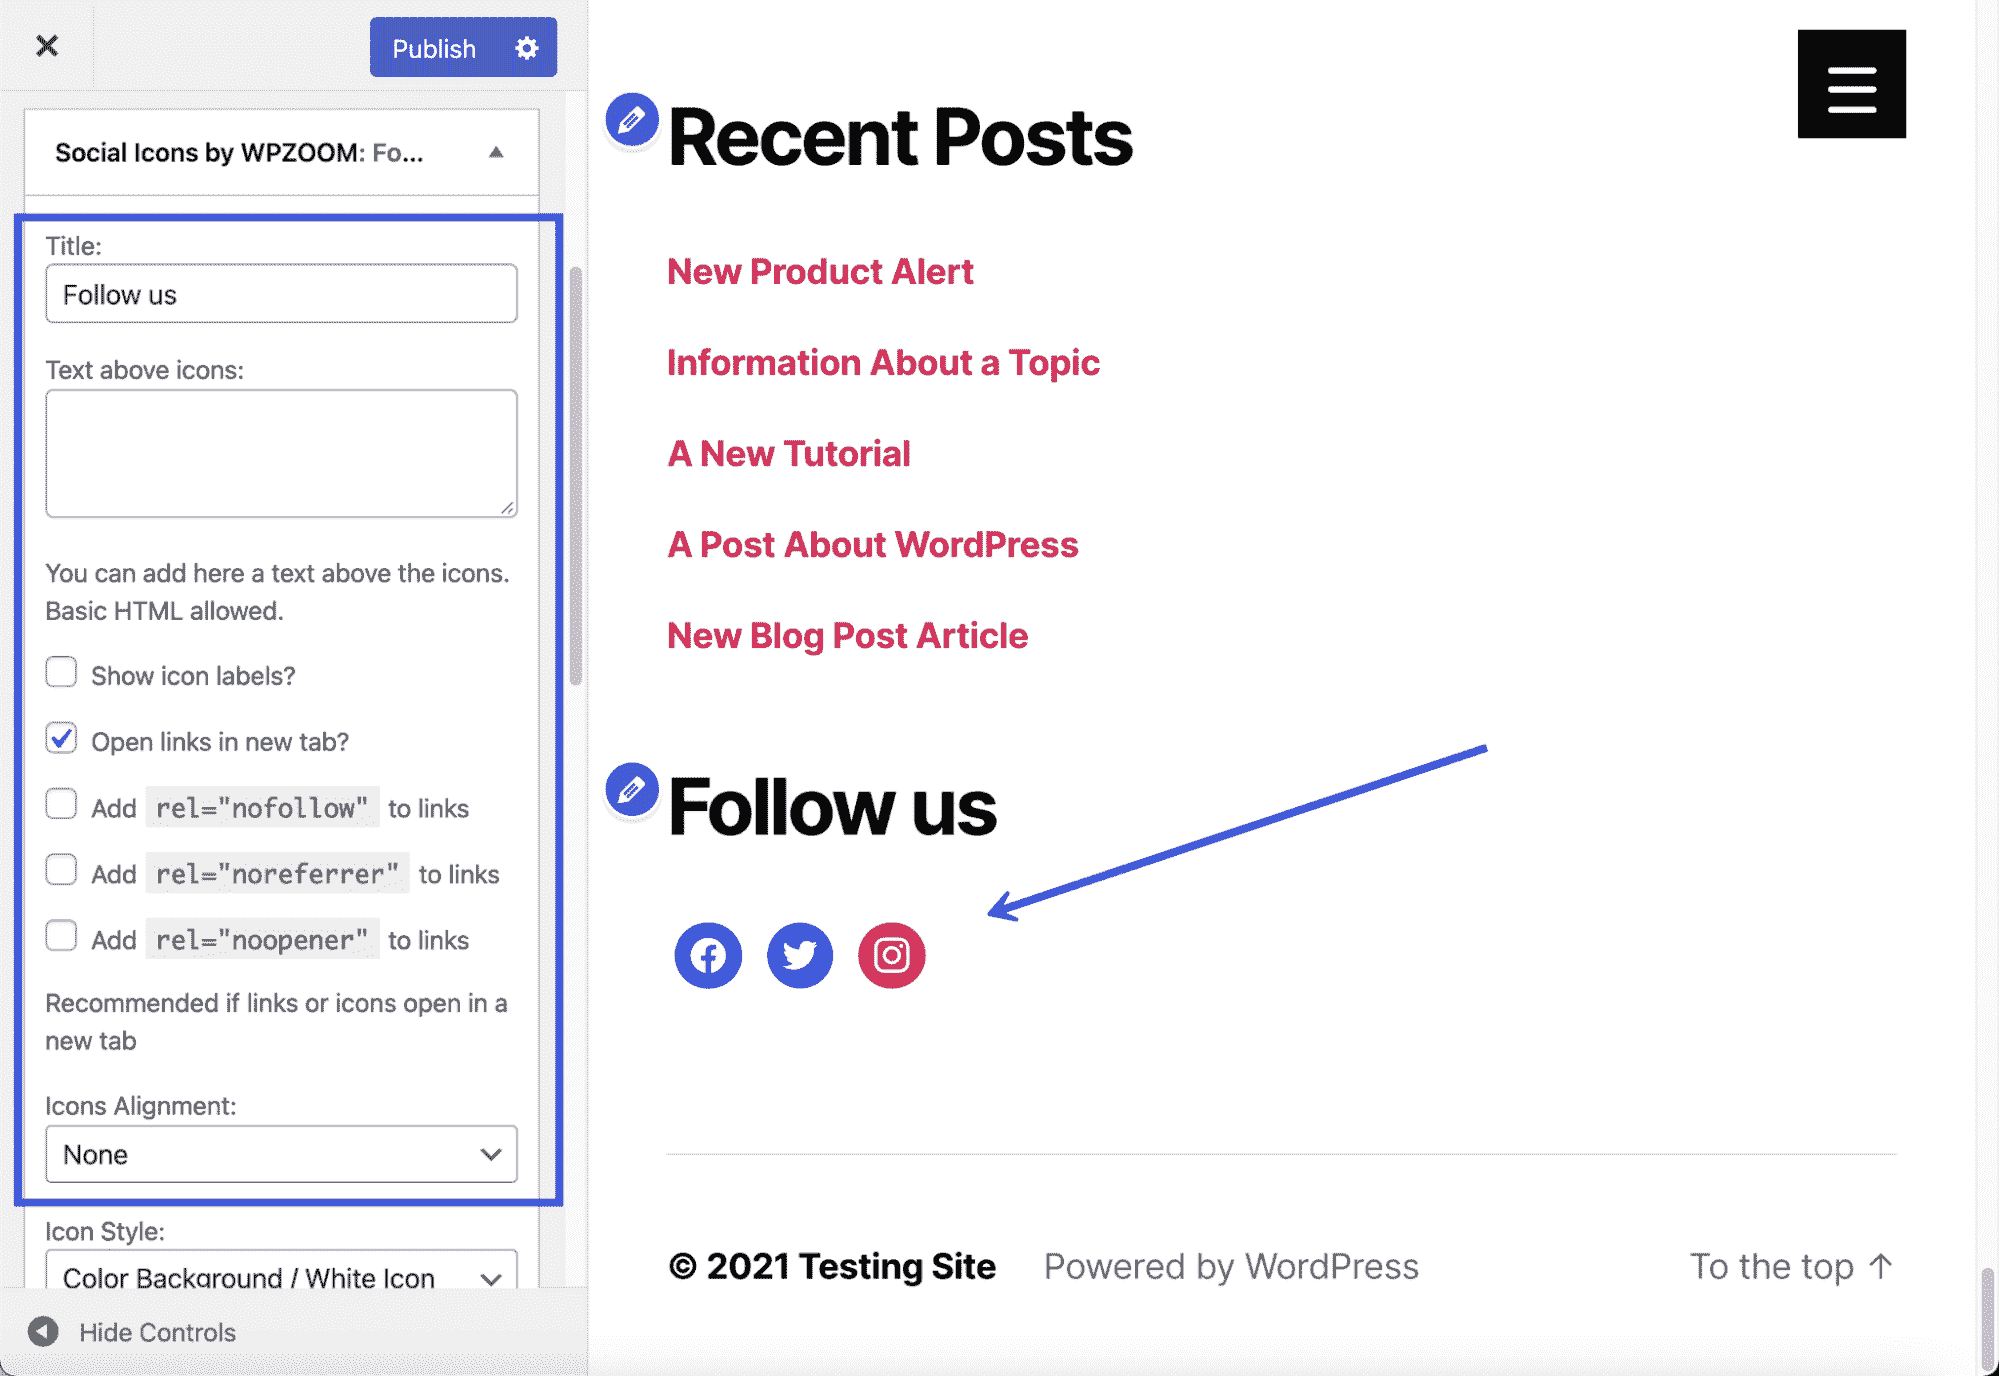 Publish
Social Icons by WPZOOM: Fo...
Title:
Follow us
Text above icons:
You can add here a text above the icons.
Basic HTML allowed.
Show icon labels?
Open links in new tab?
Add rel="nofollow" to links
Add rel="noreferrer" to links
Add rel="noopener" to links
Recommended if links or icons open in a
new tab
Icons Alignment:
None
Icon Style:
Color Background / White Icon
Hide Controls
Recent Posts
New Product Alert
Information About a Topic
A New Tutorial
A Post About WordPress
New Blog Post Article
Follow us
© 2021 Testing Site Powered by WordPress To the top ↑